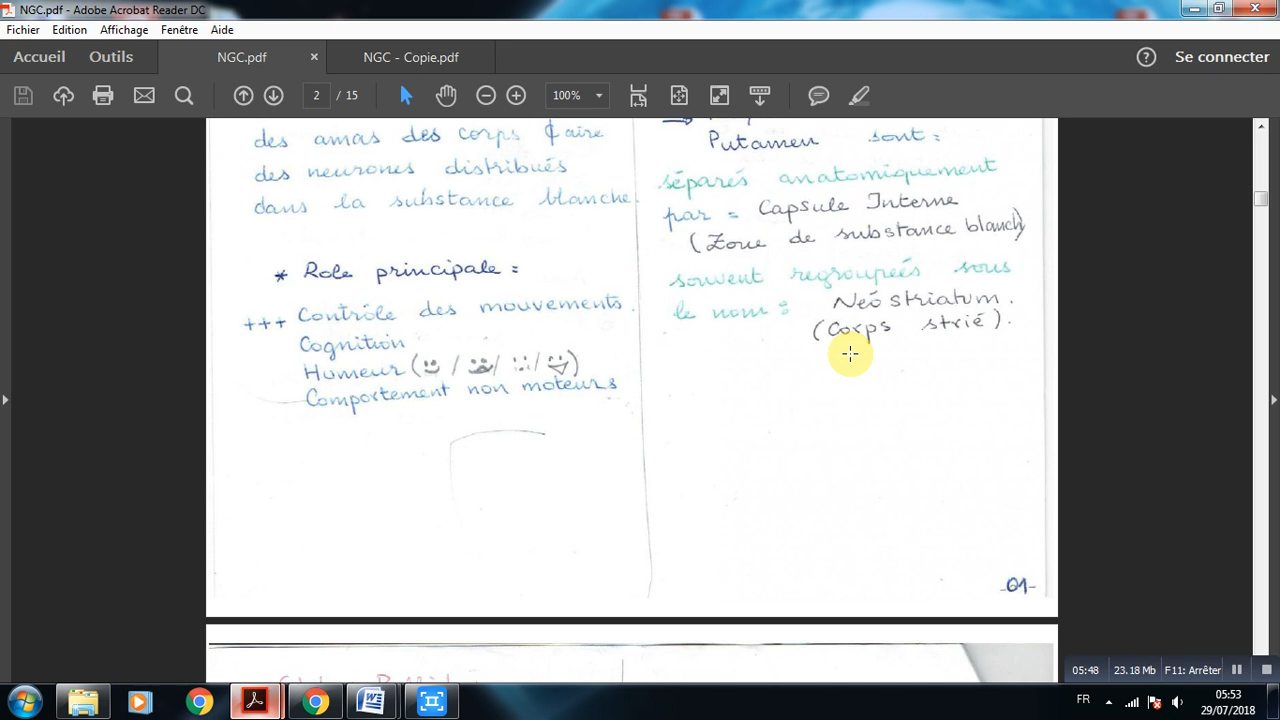 NGC.pdf - Adobe Acrobat Reader DC
Fichier Edition Affichage Fenêtre Aide
Accueil Outils NGC.pdf × NGC - Copie.pdf Se connecter
2 / 15 100%
des amas des corps ₵aire
des neurones distribués
dans la substance blanche.
* Role principale =
+++ Contrôle des mouvements.
Cognition
Humeur ( / / / )
Comportement non moteurs
Putamen sont =
séparés anatomiquement
par = Capsule Interne
(Zone de substance blanch)
souvent regroupées sous
le nom = Néostriatum.
(Corps strié).
-01-
05:48 23.18 Mb F11: Arrêter
FR 05:53
29/07/2018